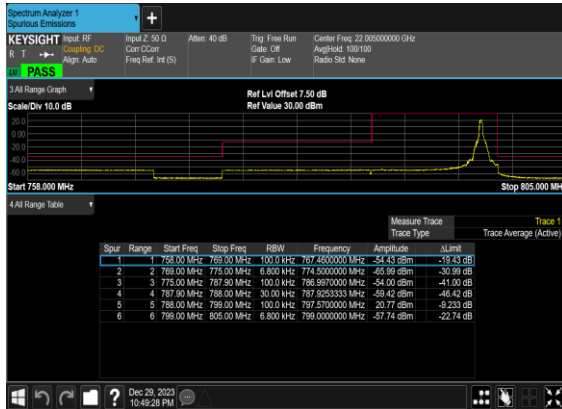 Spectrum Analyzer 1
Spurious Emissions
+
KEYSIGHT Input: RF Input Z: 50 Ω Atten: 40 dB Trig: Free Run Center Freq: 22.005000000 GHz
R T Coupling: DC Corr CCorr Gate: Off Avg|Hold: 100/100
Align: Auto Freq Ref: Int (S) IF Gain: Low Radio Std: None
PASS
3 All Range Graph Ref Lvl Offset 7.50 dB
Scale/Div 10.0 dB Ref Value 30.00 dBm
20.0
0.00
-20.0
-40.0
-60.0
Start 758.000 MHz Stop 805.000 MH
4 All Range Table
Measure Trace Trace 1
Trace Type Trace Average (Active)
Spur Range Start Freq Stop Freq RBW Frequency Amplitude ΔLimit
1 1 758.00 MHz 769.00 MHz 100.0 kHz 767.4600000 MHz -54.43 dBm -19.43 dB
2 2 769.00 MHz 775.00 MHz 6.800 kHz 774.5000000 MHz -65.99 dBm -30.99 dB
3 3 775.00 MHz 787.90 MHz 100.0 kHz 786.9970000 MHz -54.00 dBm -41.00 dB
4 4 787.90 MHz 788.00 MHz 30.00 kHz 787.9253333 MHz -59.42 dBm -46.42 dB
5 5 788.00 MHz 799.00 MHz 100.0 kHz 797.5700000 MHz 20.77 dBm -9.233 dB
6 6 799.00 MHz 805.00 MHz 6.800 kHz 799.0000000 MHz -57.74 dBm -22.74 dB
? Dec 29, 2023
10:49:28 PM